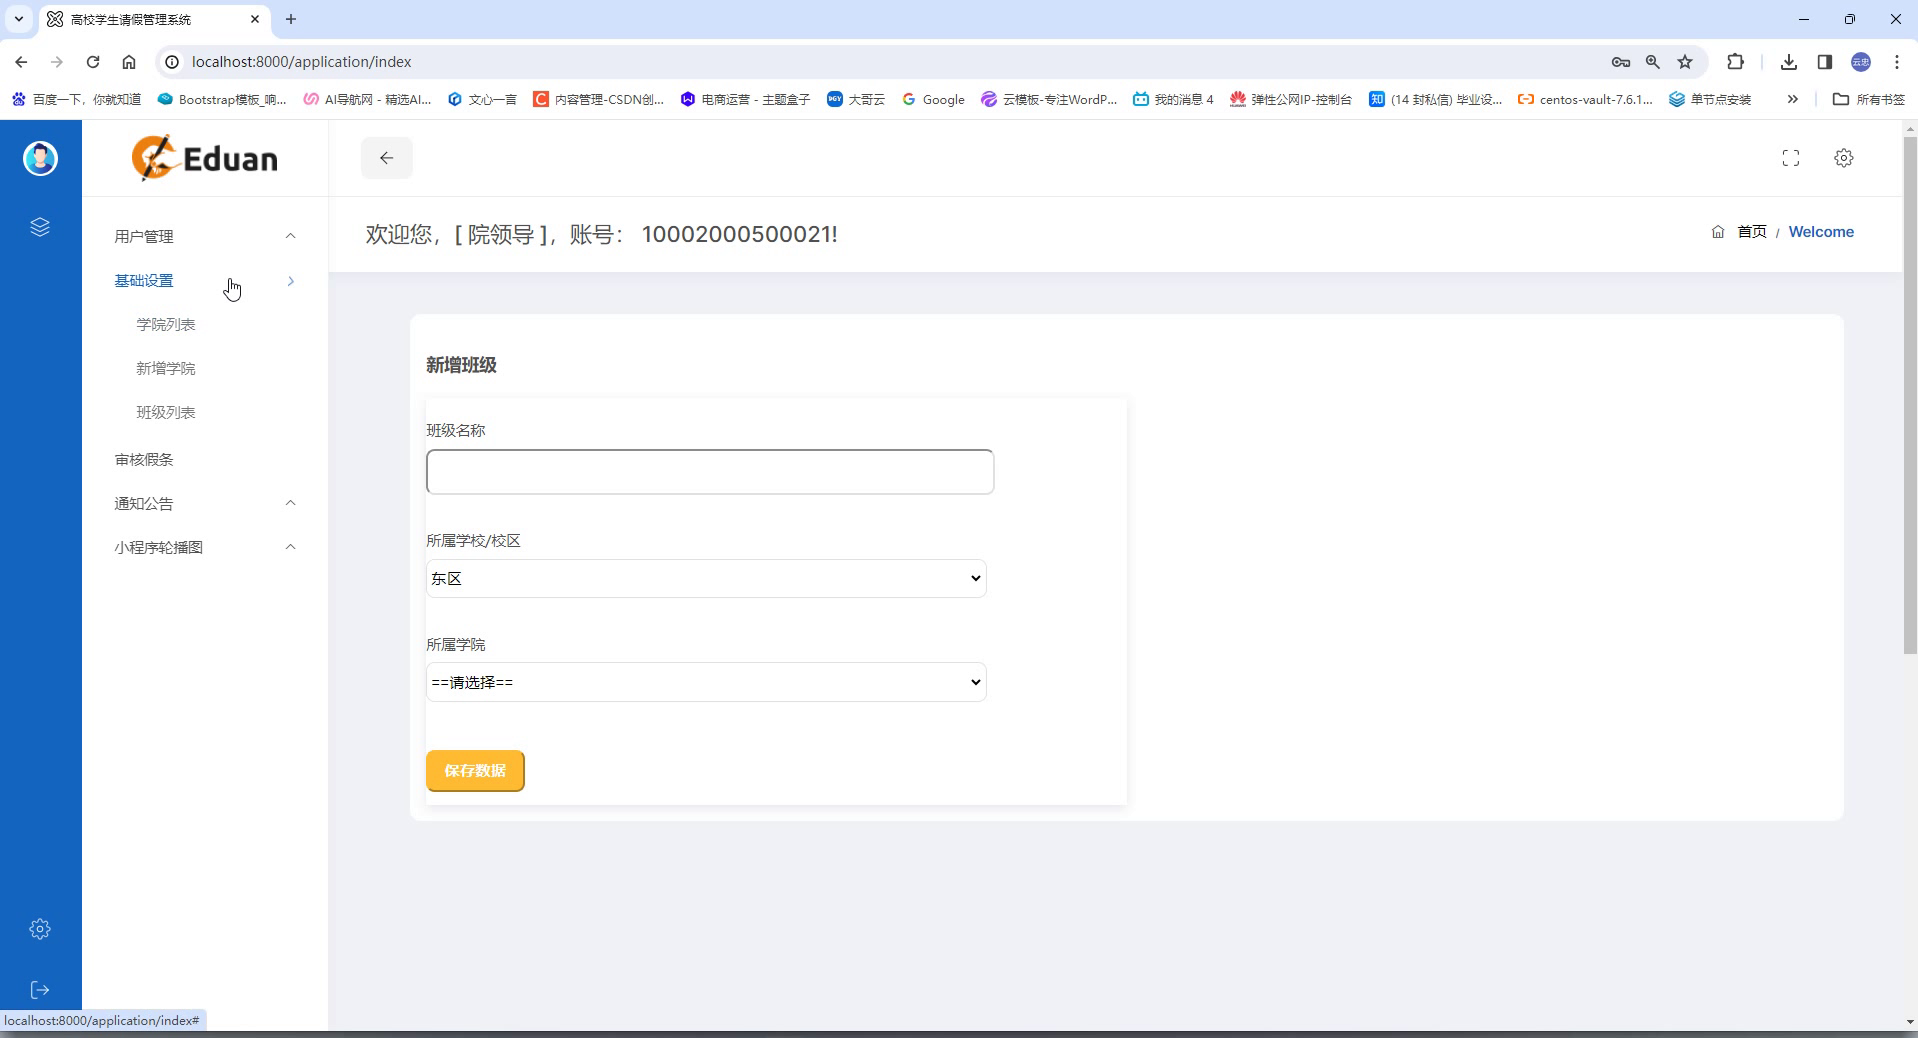 高校学生请假管理系统
localhost:8000/application/index
百度一下，你就知道
Bootstrap模板_响...
AI导航网 - 精选AI...
文心一言
内容管理-CSDN创...
电商运营 - 主题盒子
大哥云
Google
云模板-专注WordP...
我的消息 4
弹性公网IP-控制台
(14 封私信) 毕业设...
centos-vault-7.6.1...
单节点安装
所有书签
云忠
Eduan
用户管理
基础设置
学院列表
新增学院
班级列表
审核假条
通知公告
小程序轮播图
欢迎您，[ 院领导 ]，账号： 10002000500021!
首页 / Welcome
新增班级
班级名称
所属学校/校区
东区
所属学院
==请选择==
保存数据
localhost:8000/application/index#